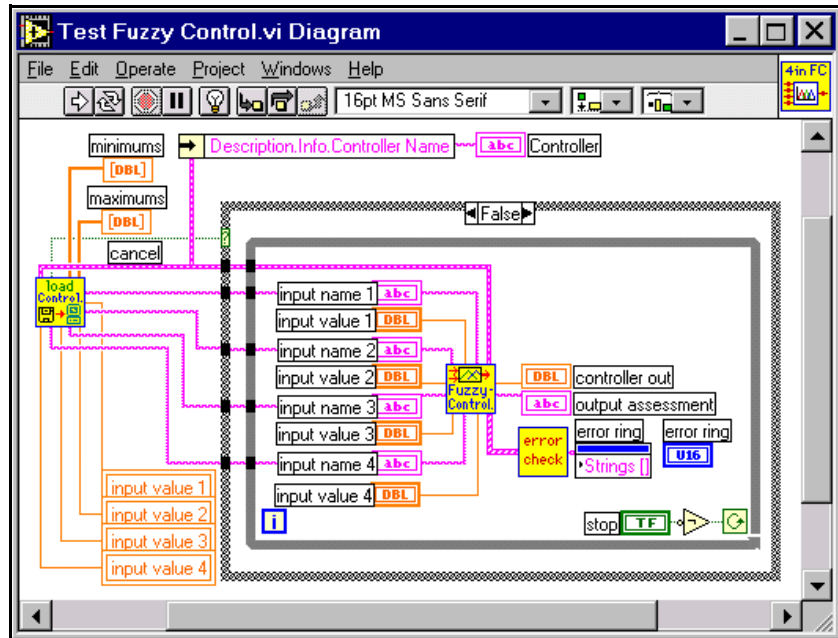 Test Fuzzy Control.vi Diagram
File Edit Operate Project Windows Help
4in FC
16pt MS Sans Serif
minimums
[DBL]
Description.Info.Controller Name
abc
Controller
maximums
[DBL]
False
cancel
?
load
Control.
input name 1 abc
input value 1 DBL
input name 2 abc
input value 2 DBL
input name 3 abc
input value 3 DBL
input name 4 abc
input value 4 DBL
Fuzzy-
Control.
DBL controller out
abc output assessment
error
check
error ring
Strings []
error ring
U16
i
stop TF
input value 1
input value 2
input value 3
input value 4